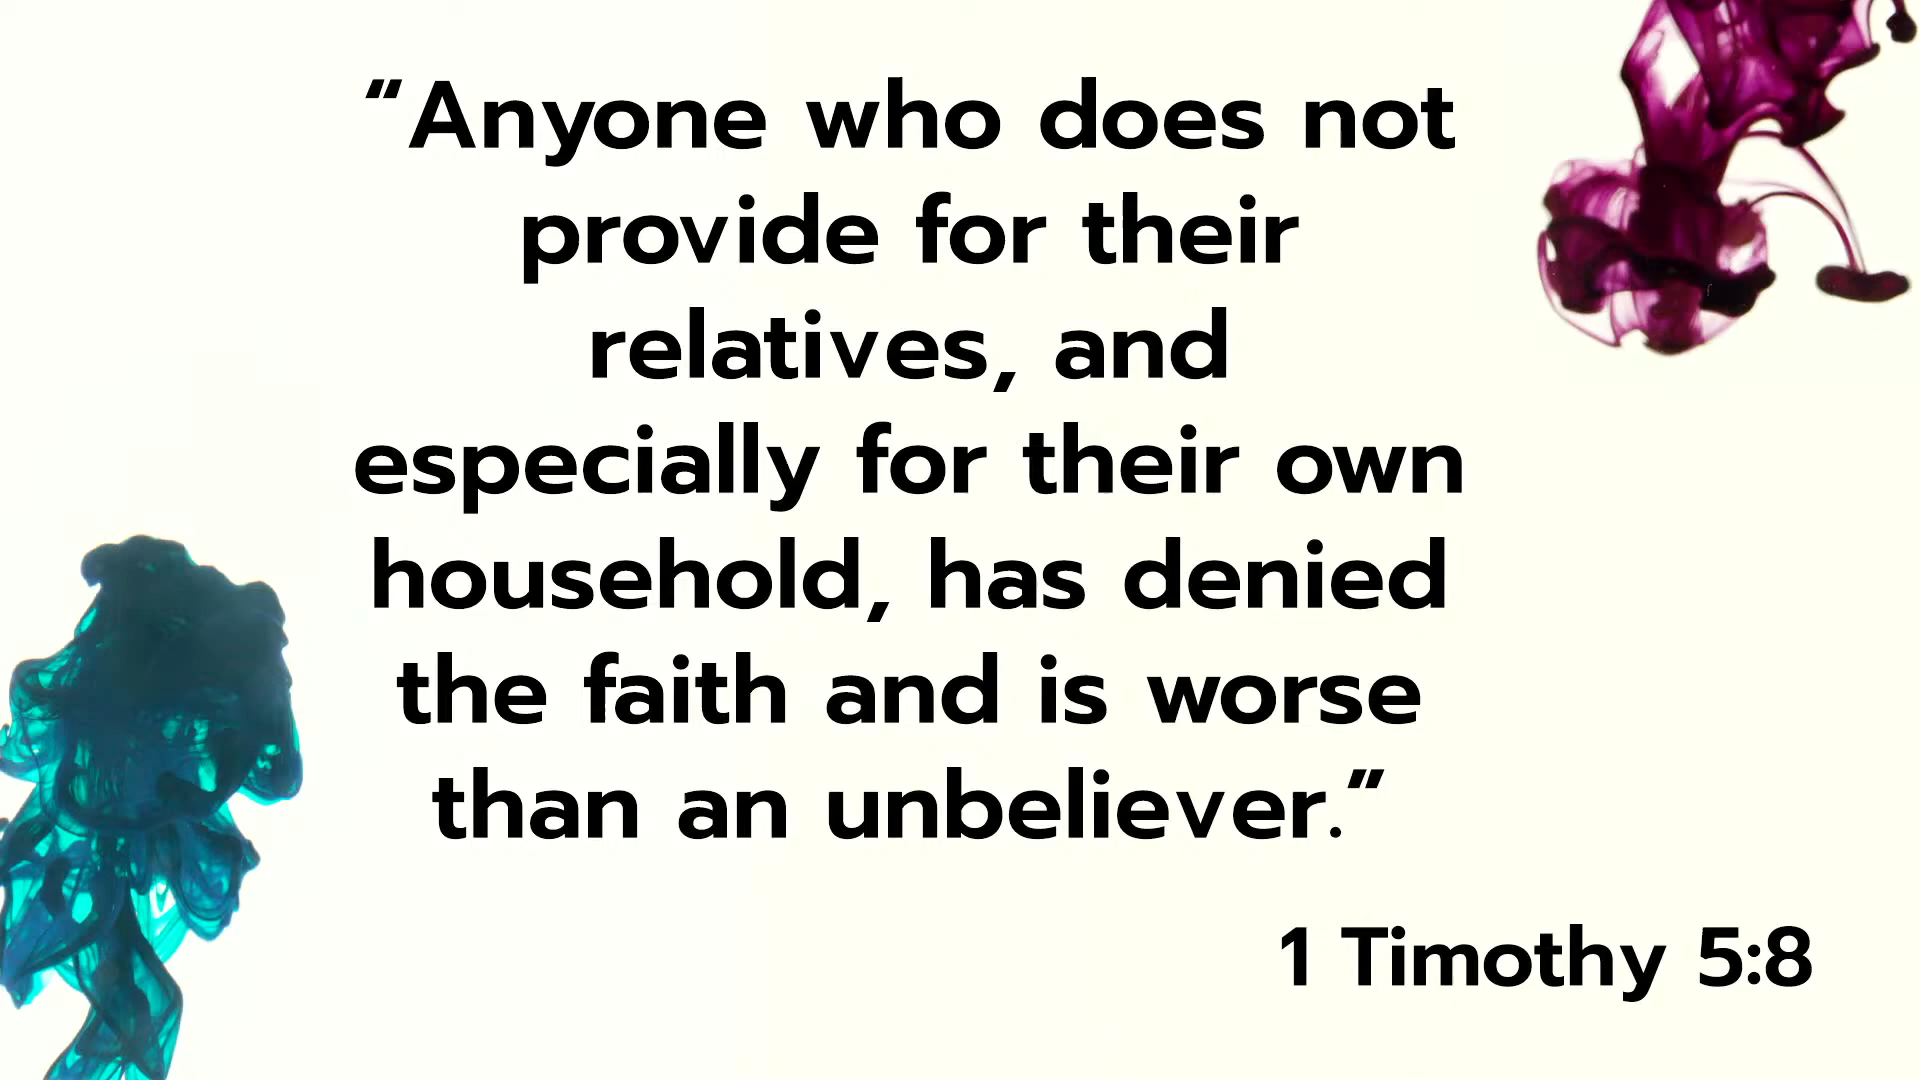 “Anyone who does not
provide for their
relatives, and
especially for their own
household, has denied
the faith and is worse
than an unbeliever.”
1 Timothy 5:8